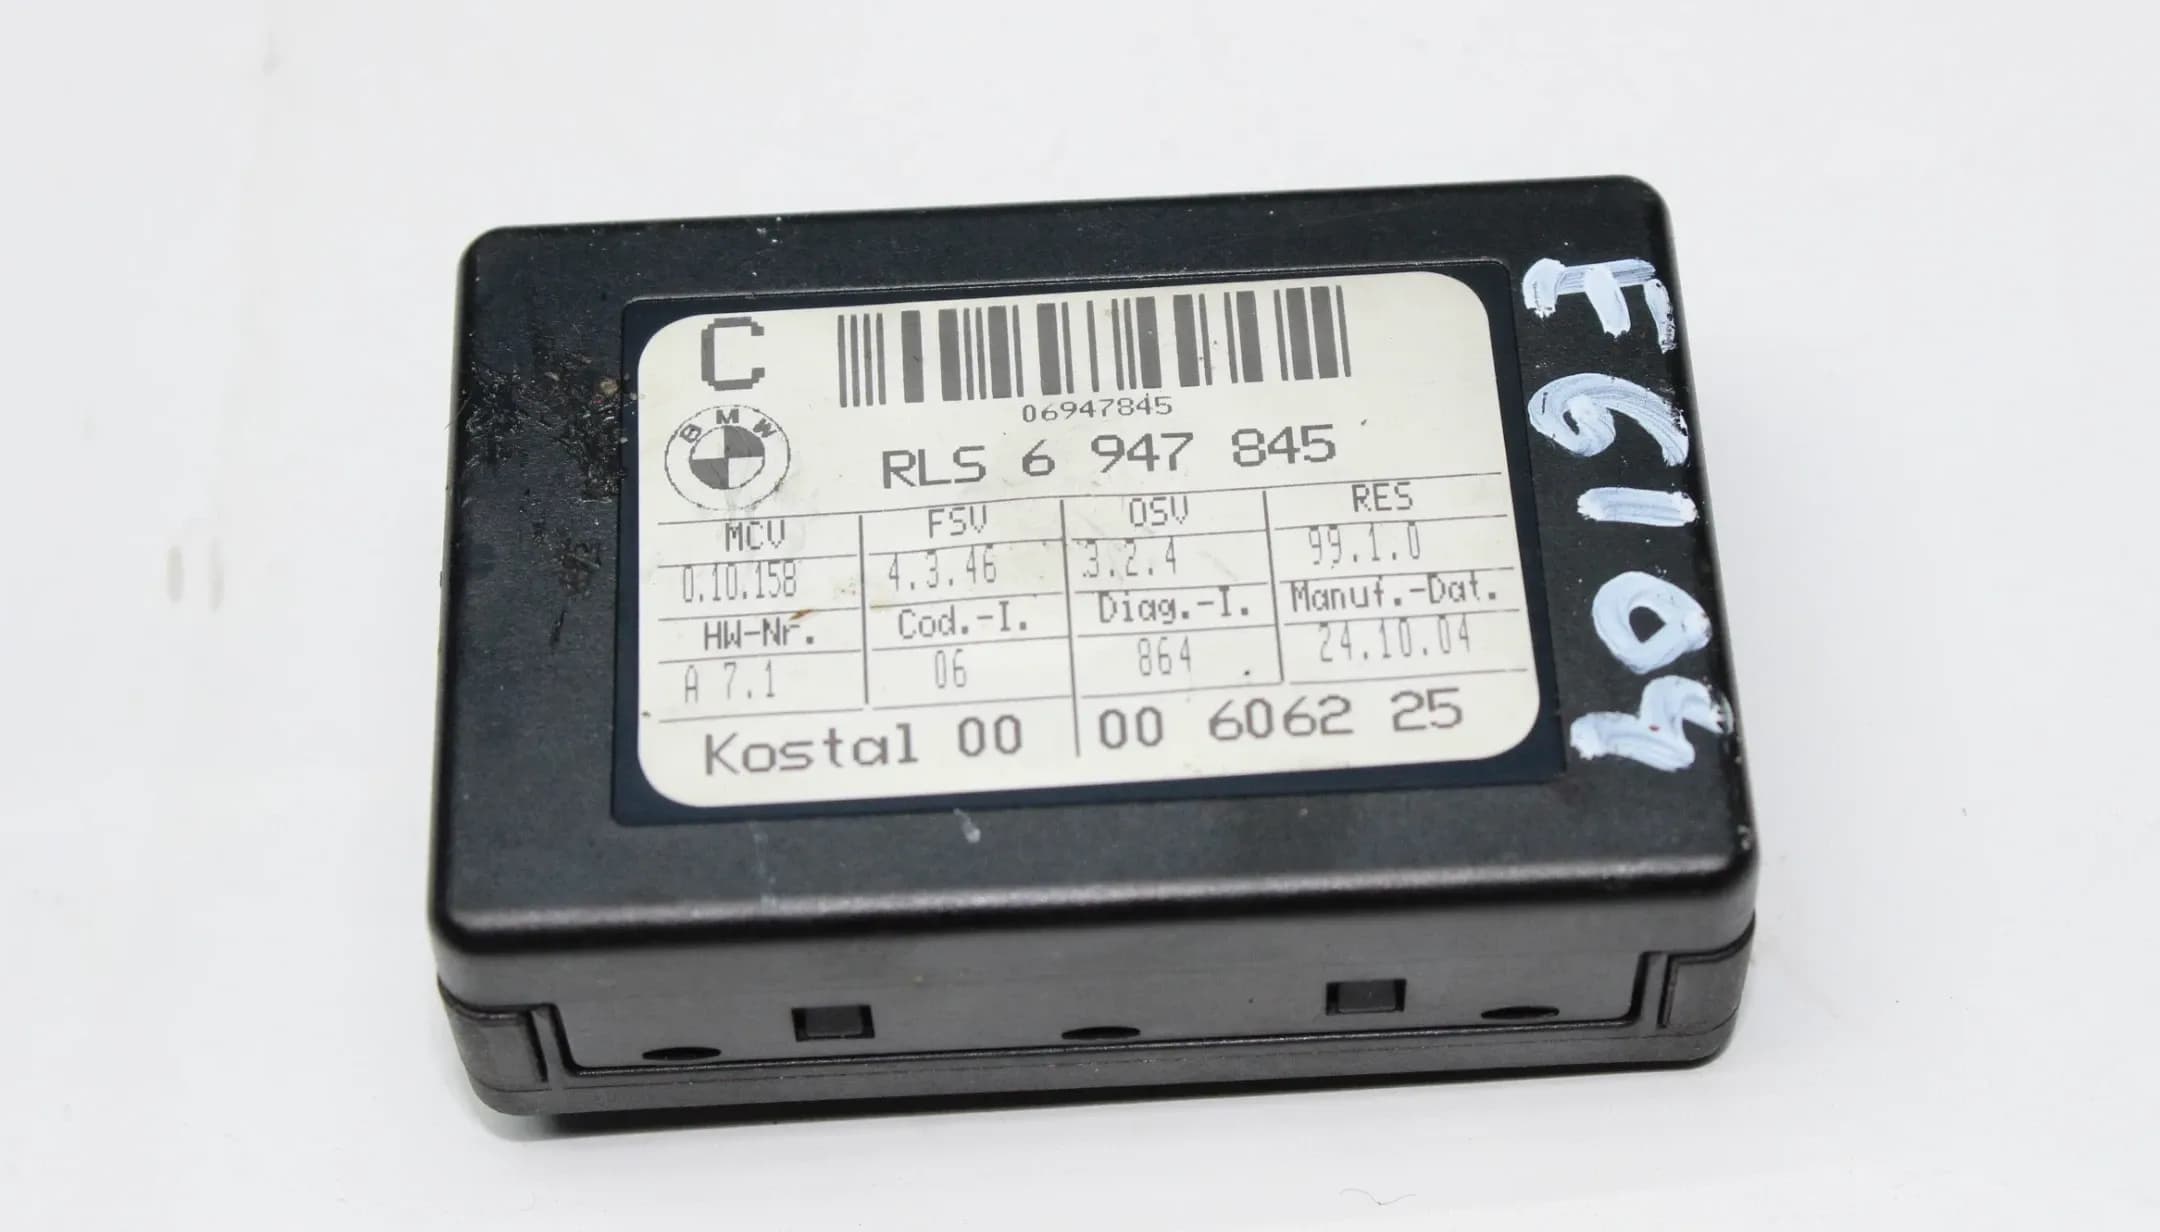 C
06947845
BMW
RLS 6 947 845
MCV FSV OSV RES
0.10.158 4.3.46 3.2.4 99.1.0
HW-Nr. Cod.-I. Diag.-I. Manuf.-Dat.
A 7.1 06 864 24.10.04
Kostal 00 00 6062 25